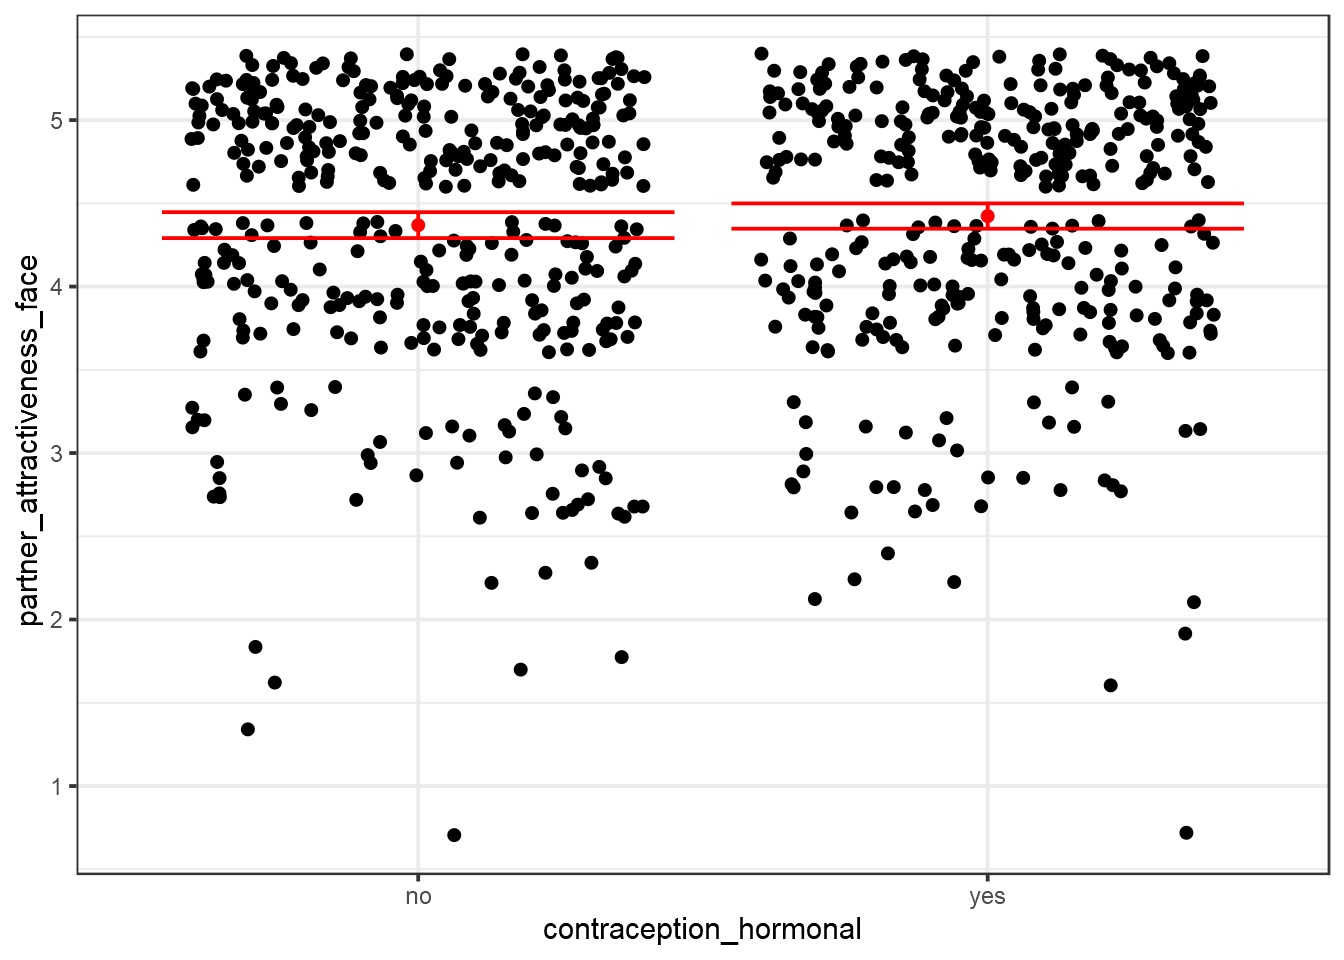 partner_attractiveness_face
5
4
3
2
1
no
yes
contraception_hormonal